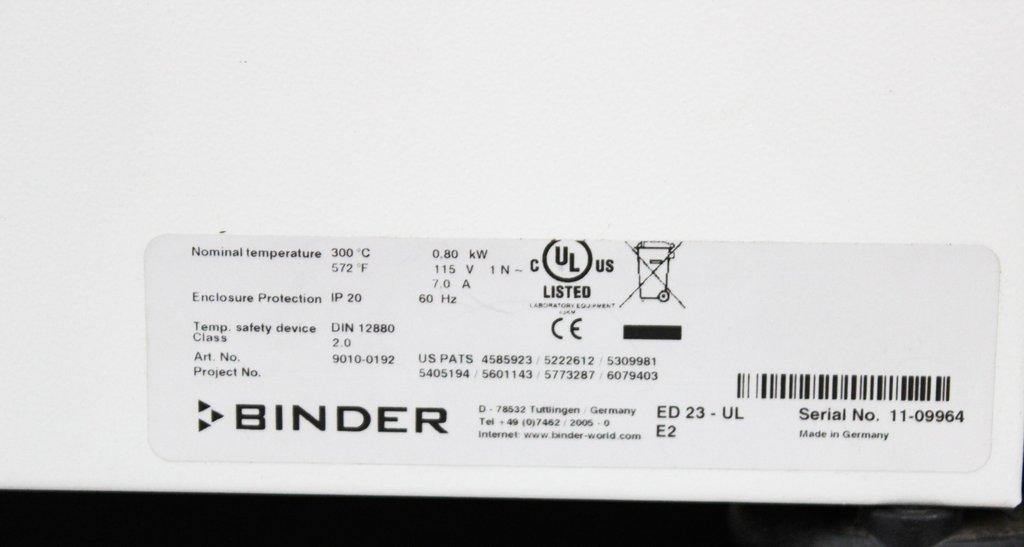 Nominal temperature 300 °C 0.80 kW
572 °F 115 V 1 N ~
7.0 A
C UL US
LISTED
LABORATORY EQUIPMENT
Enclosure Protection IP 20 60 Hz
Temp. safety device DIN 12880
Class 2.0
CE
Art. No. 9010-0192 US PATS 4585923 / 5222612 / 5309981
Project No. 5405194 / 5601143 / 5773287 / 6079403
BINDER
D - 78532 Tuttlingen / Germany
Tel +49 (0)7462 / 2005 - 0
Internet: www.binder-world.com
ED 23 - UL
E2
Serial No. 11-09964
Made in Germany